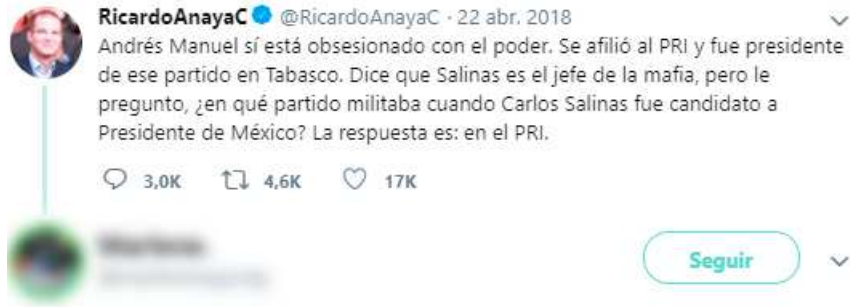 RicardoAnayaC @RicardoAnayaC · 22 abr. 2018
Andrés Manuel sí está obsesionado con el poder. Se afilió al PRI y fue presidente
de ese partido en Tabasco. Dice que Salinas es el jefe de la mafia, pero le
pregunto, ¿en qué partido militaba cuando Carlos Salinas fue candidato a
Presidente de México? La respuesta es: en el PRI.
3,0K 4,6K 17K
Seguir